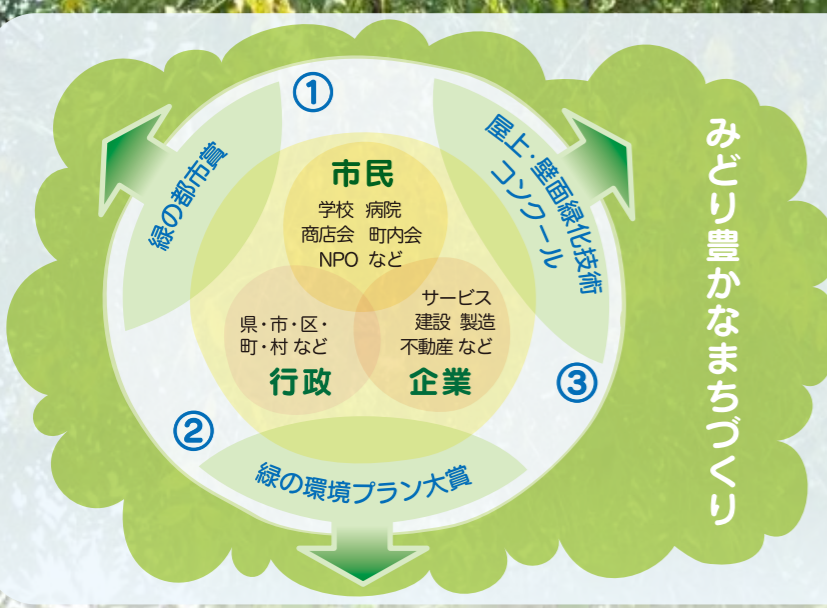 ①
緑の都市賞
屋上・壁面緑化技術
コンクール
市民
学校 病院
商店会 町内会
NPO など
県・市・区・
町・村 など
行政
サービス
建設 製造
不動産 など
企業
②
③
緑の環境プラン大賞
みどり豊かなまちづくり